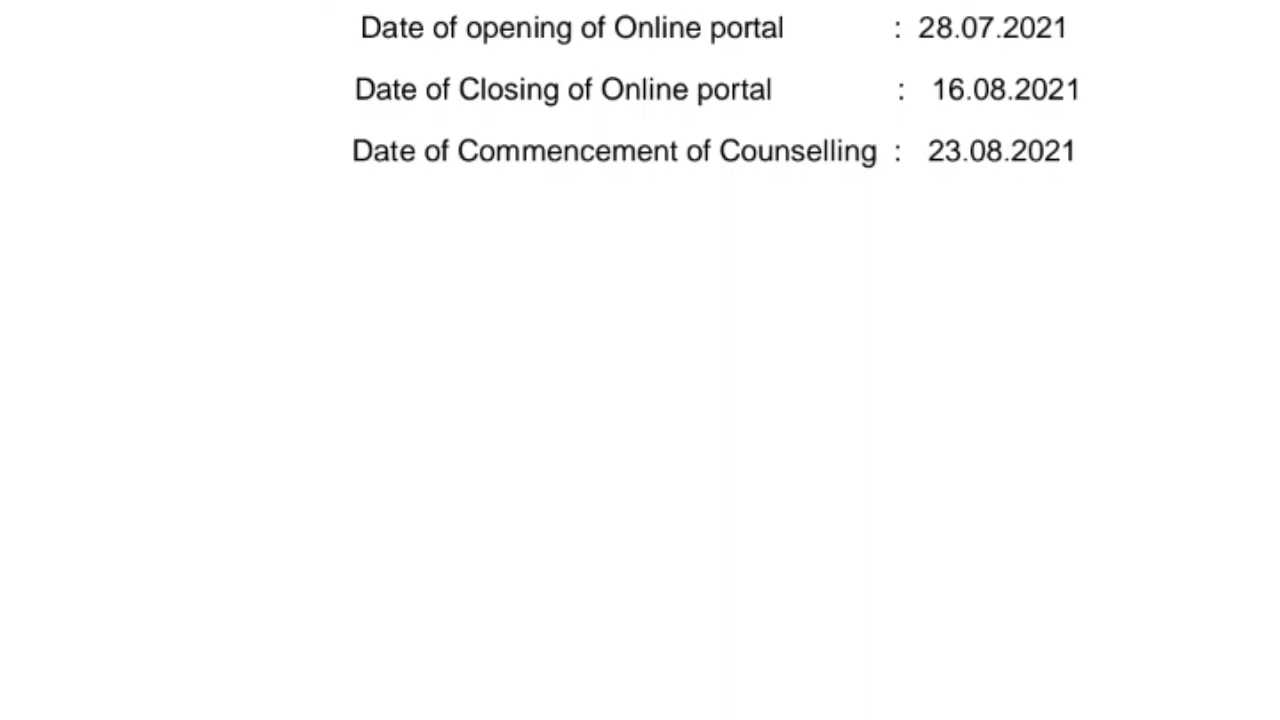 Date of opening of Online portal : 28.07.2021
Date of Closing of Online portal : 16.08.2021
Date of Commencement of Counselling : 23.08.2021